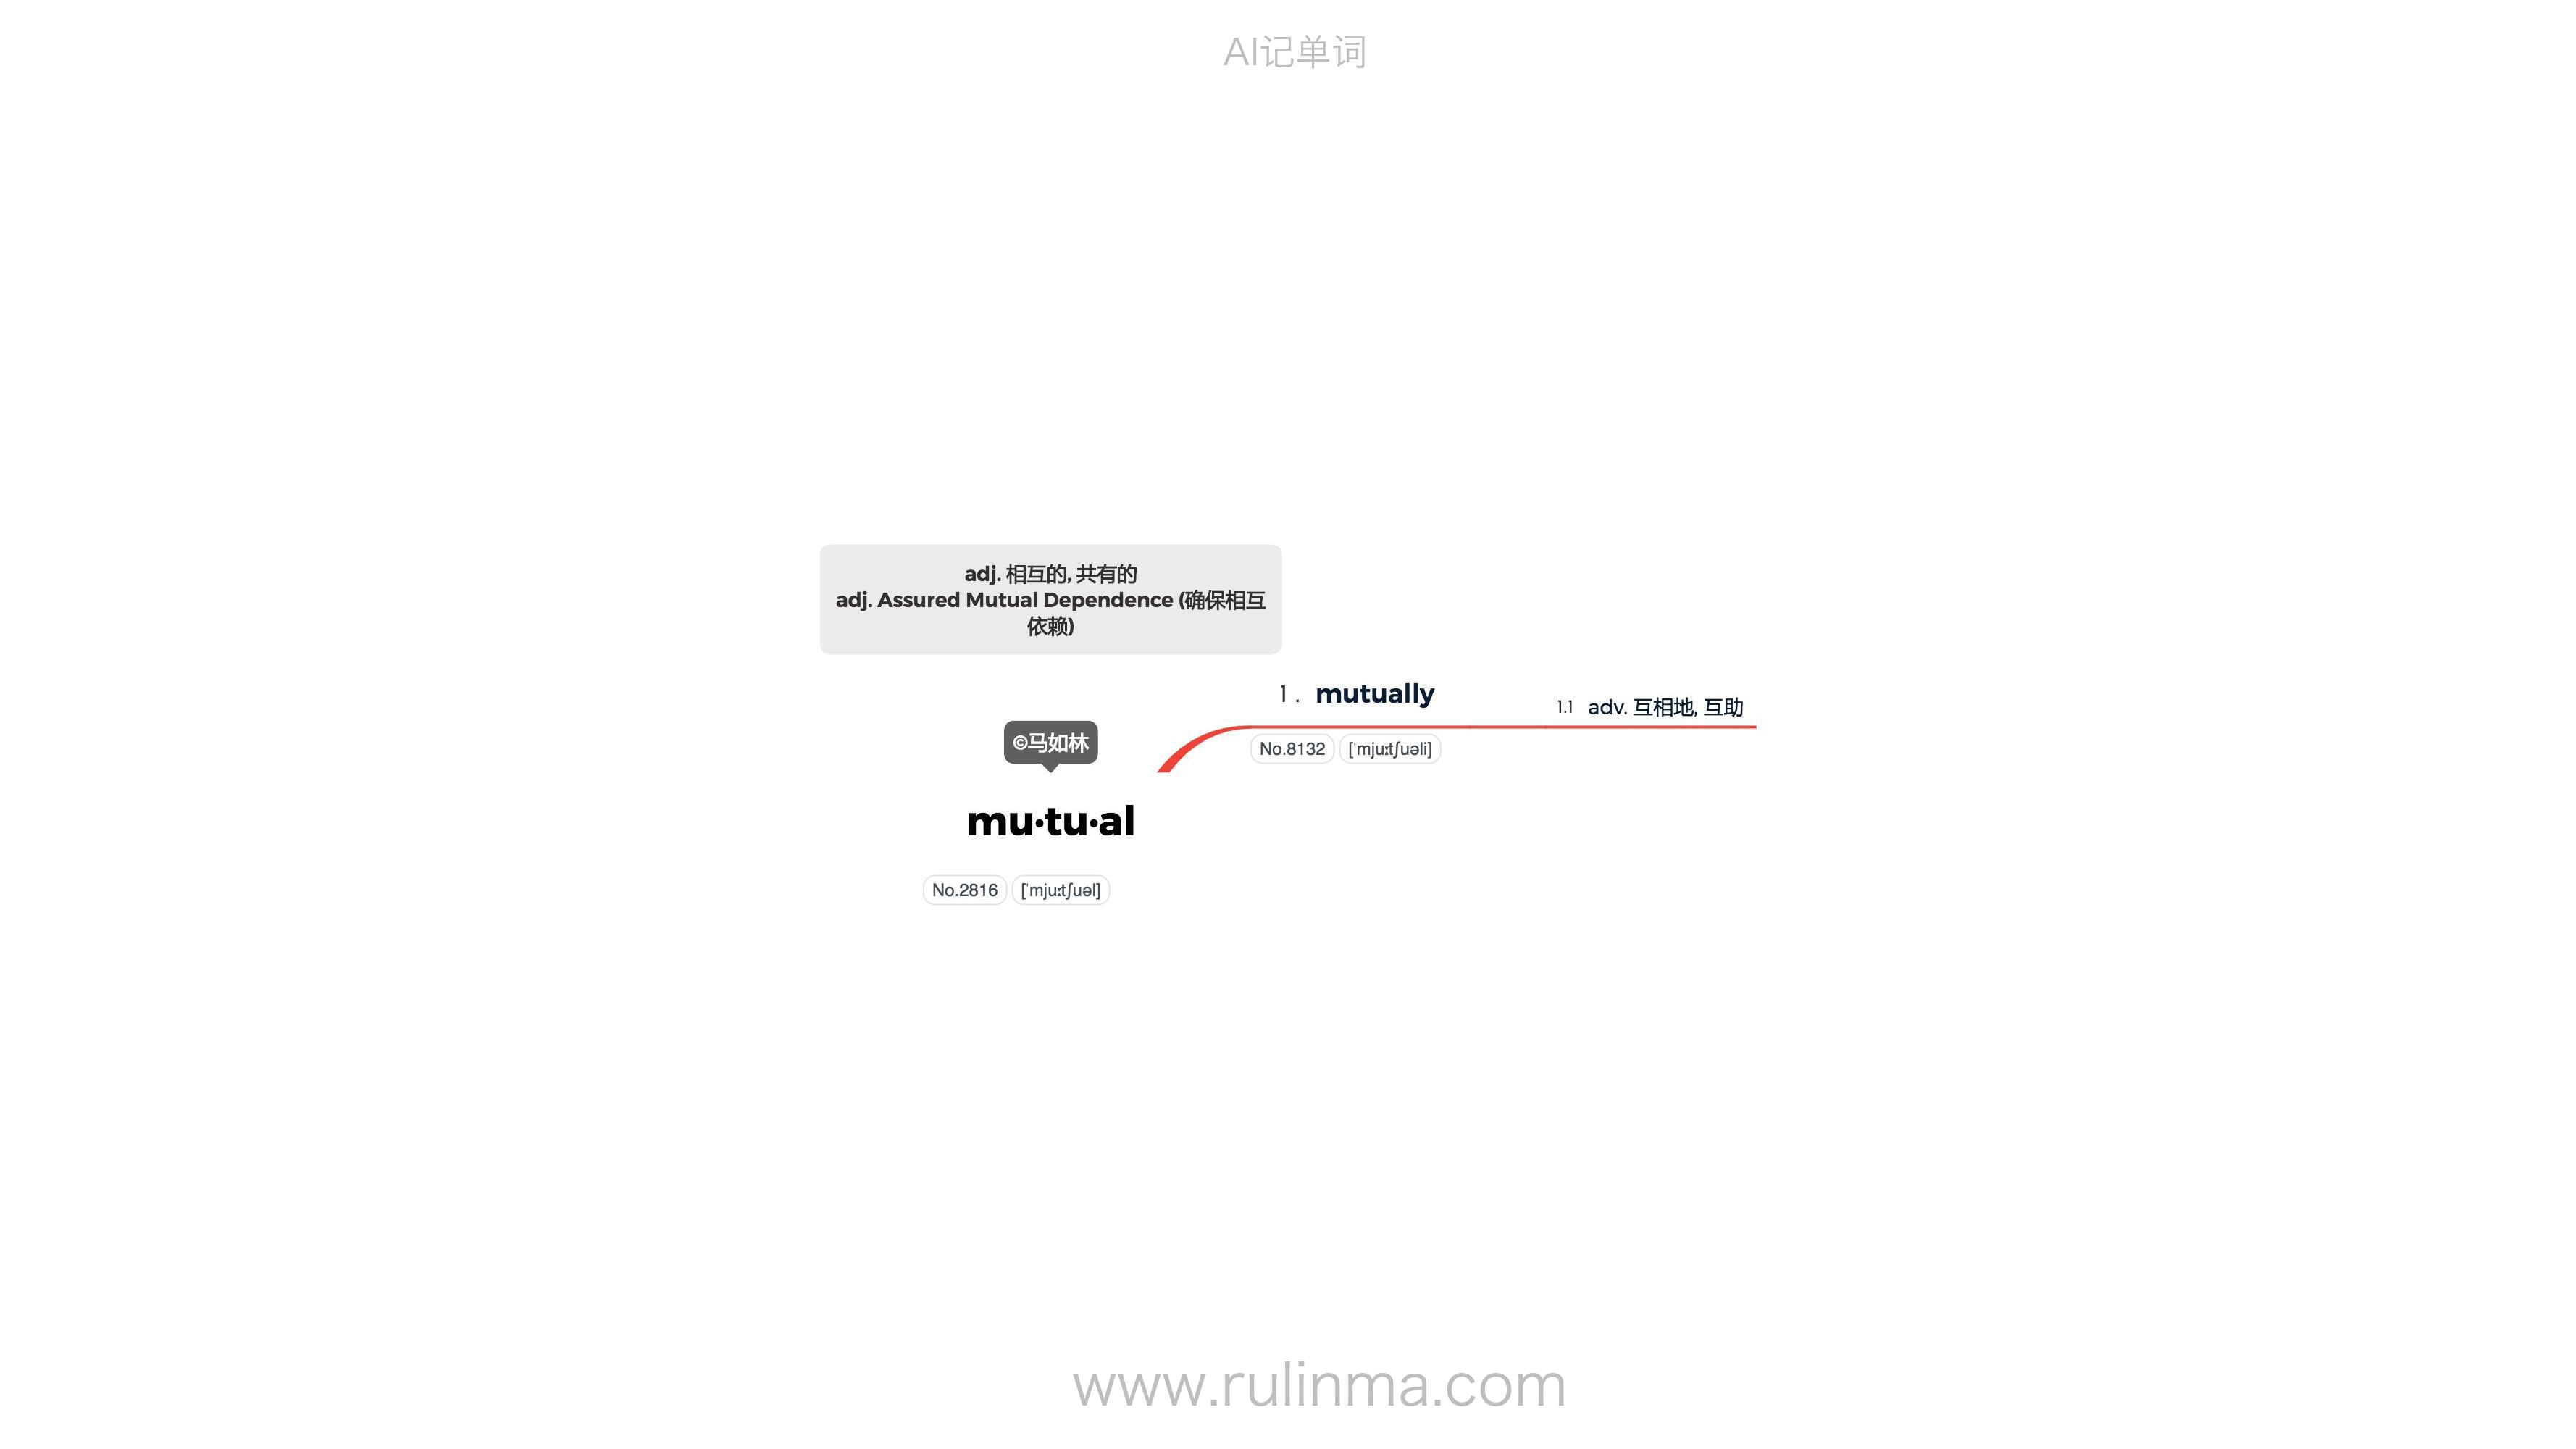 AI记单词
adj. 相互的, 共有的
adj. Assured Mutual Dependence (确保相互
依赖)
1 . mutually
1.1 adv. 互相地, 互助
No.8132 [ˈmjuːtʃuəli]
©马如林
mu·tu·al
No.2816 [ˈmjuːtʃuəl]
www.rulinma.com